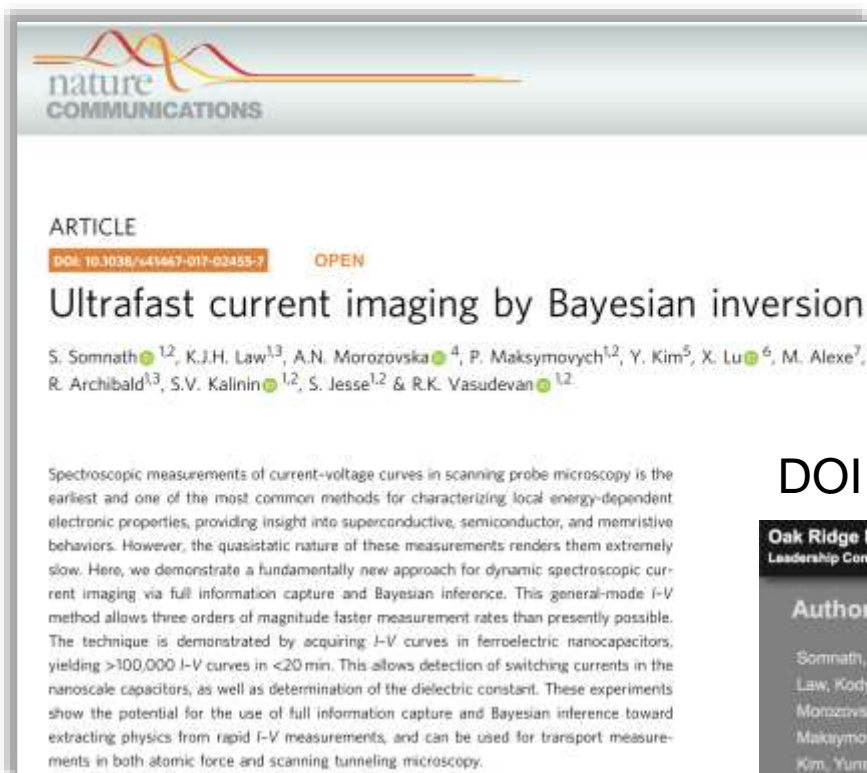 nature
COMMUNICATIONS
ARTICLE
DOI: 10.1038/s41467-017-02455-7 OPEN
Ultrafast current imaging by Bayesian inversion
S. Somnath 1,2, K.J.H. Law1,3, A.N. Morozovska 4, P. Maksymovych1,2, Y. Kim5, X. Lu 6, M. Alexe7,
R. Archibald1,3, S.V. Kalinin 1,2, S. Jesse1,2 & R.K. Vasudevan 1,2
Spectroscopic measurements of current–voltage curves in scanning probe microscopy is the
earliest and one of the most common methods for characterizing local energy-dependent
electronic properties, providing insight into superconductive, semiconductor, and memristive
behaviors. However, the quasistatic nature of these measurements renders them extremely
slow. Here, we demonstrate a fundamentally new approach for dynamic spectroscopic cur-
rent imaging via full information capture and Bayesian inference. This general-mode I–V
method allows three orders of magnitude faster measurement rates than presently possible.
The technique is demonstrated by acquiring I–V curves in ferroelectric nanocapacitors,
yielding >100,000 I–V curves in <20 min. This allows detection of switching currents in the
nanoscale capacitors, as well as determination of the dielectric constant. These experiments
show the potential for the use of full information capture and Bayesian inference toward
extracting physics from rapid I–V measurements, and can be used for transport measure-
ments in both atomic force and scanning tunneling microscopy.
DOI
Oak Ridge
Leadership
Author
Somnath,
Law,
Kim,